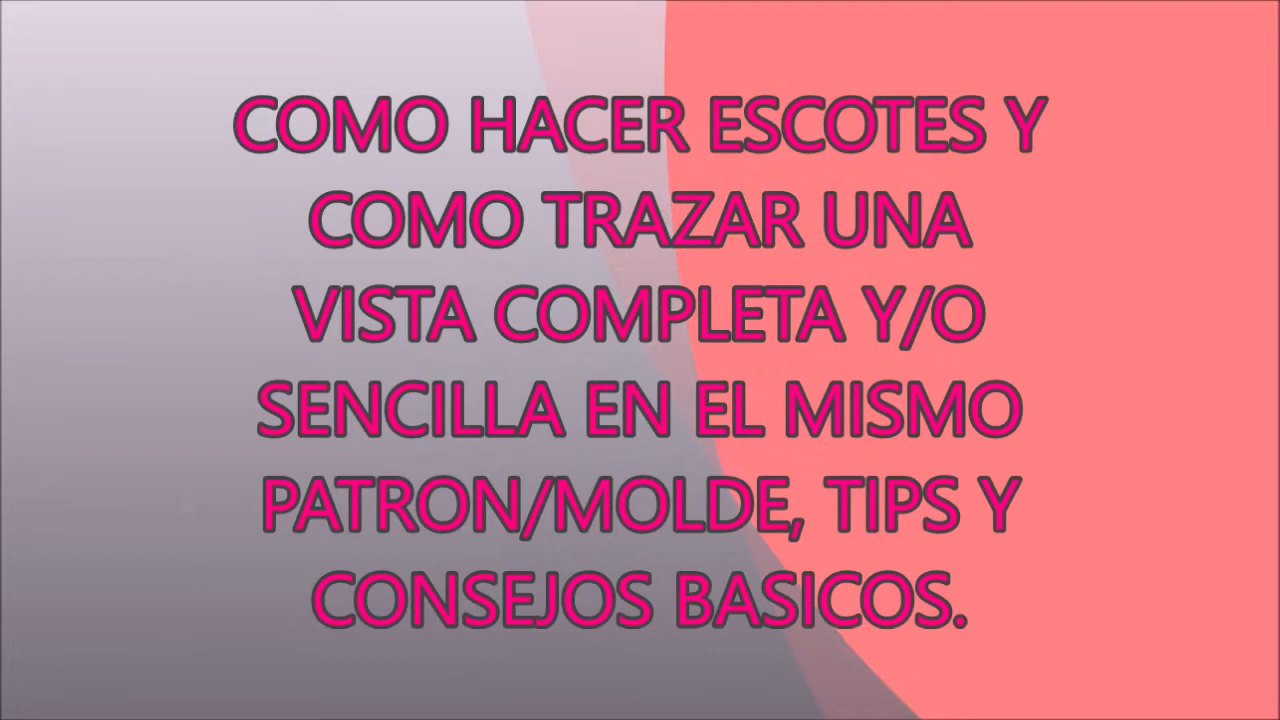 COMO HACER ESCOTES Y
COMO TRAZAR UNA
VISTA COMPLETA Y/O
SENCILLA EN EL MISMO
PATRON/MOLDE, TIPS Y
CONSEJOS BASICOS.